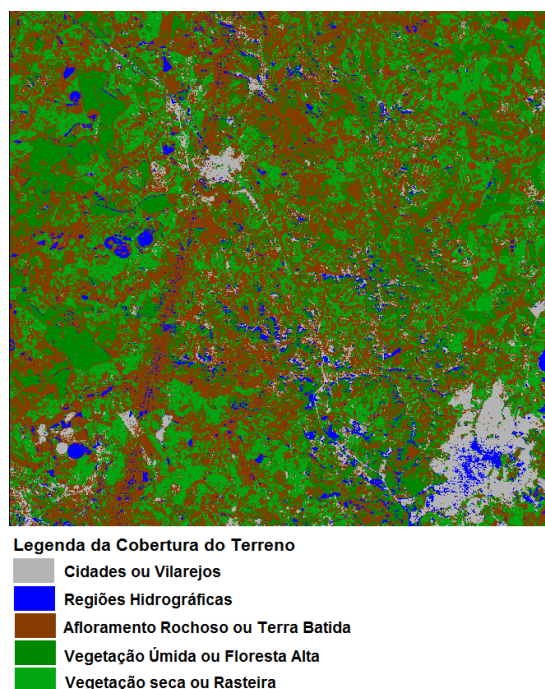 Legenda da Cobertura do Terreno
Cidades ou Vilarejos
Regiões Hidrográficas
Afloramento Rochoso ou Terra Batida
Vegetação Úmida ou Floresta Alta
Vegetação seca ou Rasteira